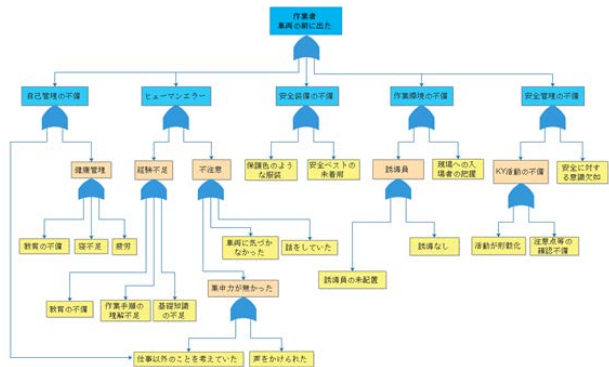 作業者
車両の前に出た
自己管理の不備
ヒューマンエラー
安全装備の不備
作業環境の不備
安全管理の不備
健康管理
経験不足
不注意
保護色のよう
な服装
安全ベストの
未着用
誘導員
現場への入
場者の把握
KY活動の不備
安全に対す
る意識欠如
教育の不備
寝不足
疲労
車両に気づか
なかった
話をしていた
誘導なし
活動が形骸化
注意点等の
確認不備
誘導員の未配置
集中力が無かった
教育の不備
作業手順の
理解不足
基礎知識
の不足
仕事以外のことを考えていた
声をかけられた